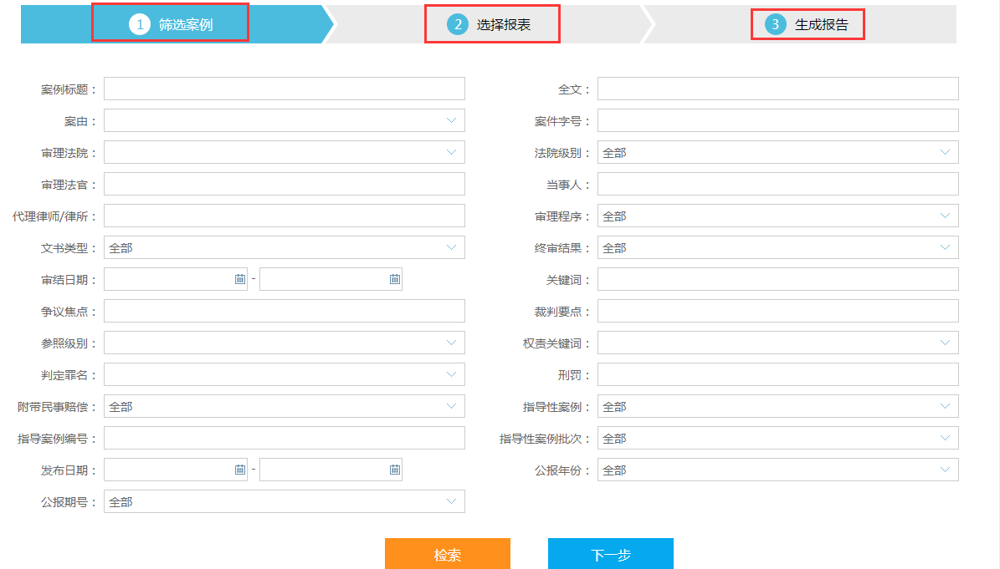 1 筛选案例 2 选择报表 3 生成报告
案例标题： 全文：
案由： 案件字号：
审理法院： 法院级别： 全部
审理法官： 当事人：
代理律师/律所： 审理程序： 全部
文书类型： 全部 终审结果： 全部
审结日期： - 关键词：
争议焦点： 裁判要点：
参照级别： 权责关键词：
判定罪名： 刑罚：
附带民事赔偿： 全部 指导性案例： 全部
指导案例编号： 指导性案例批次： 全部
发布日期： - 公报年份： 全部
公报期号： 全部
检索 下一步